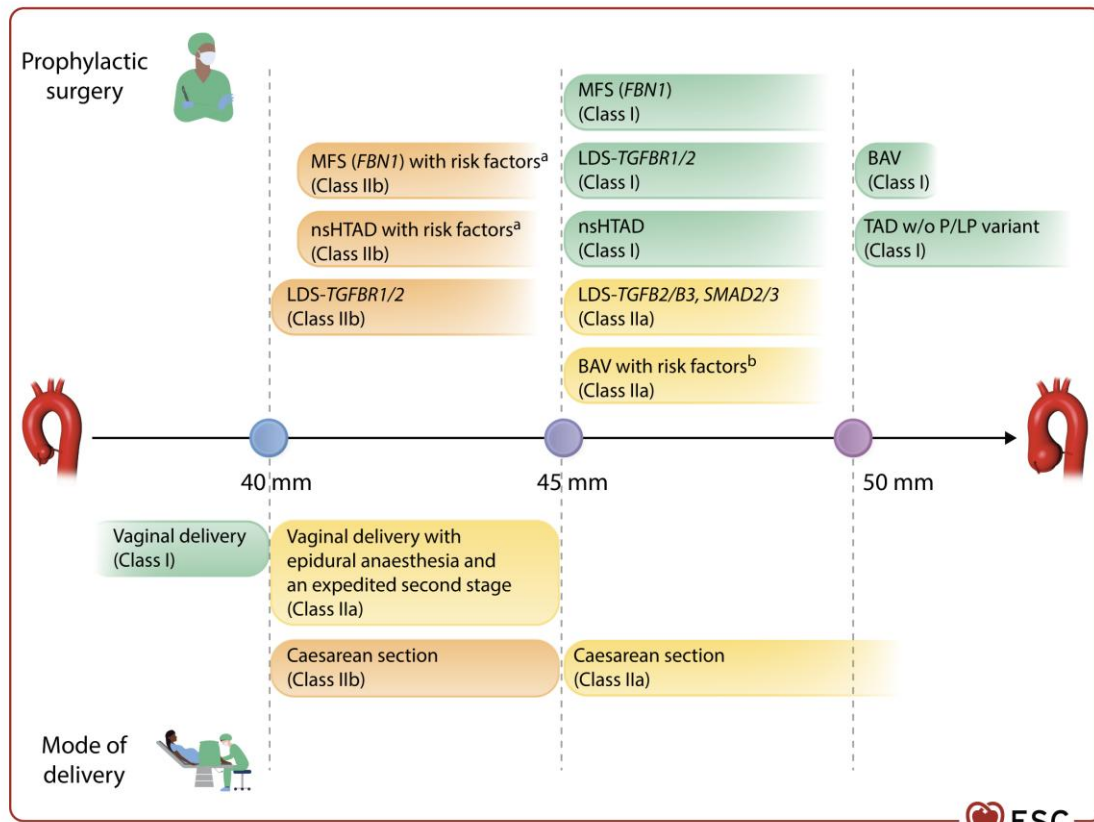 Prophylactic
surgery
MFS (FBN1)
(Class I)
MFS (FBN1) with risk factorsᵃ
(Class IIb)
LDS-TGFBR1/2
(Class I)
BAV
(Class I)
nsHTAD with risk factorsᵃ
(Class IIb)
nsHTAD
(Class I)
TAD w/o P/LP variant
(Class I)
LDS-TGFBR1/2
(Class IIb)
LDS-TGFB2/B3, SMAD2/3
(Class IIa)
BAV with risk factorsᵇ
(Class IIa)
40 mm
45 mm
50 mm
Vaginal delivery
(Class I)
Vaginal delivery with
epidural anaesthesia and
an expedited second stage
(Class IIa)
Caesarean section
(Class IIb)
Caesarean section
(Class IIa)
Mode of
delivery
ESC